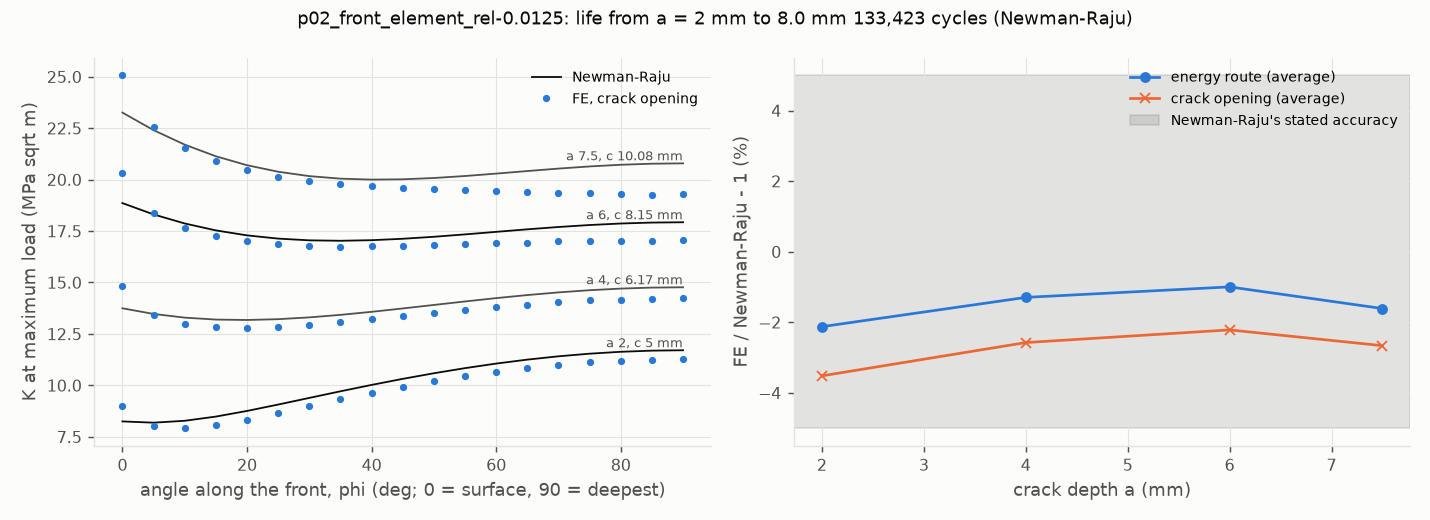 p02_front_element_rel-0.0125: life from a = 2 mm to 8.0 mm 133,423 cycles (Newman-Raju)
K at maximum load (MPa sqrt m)
25.0
22.5
20.0
17.5
15.0
12.5
10.0
7.5
Newman-Raju
FE, crack opening
a 7.5, c 10.08 mm
a 6, c 8.15 mm
a 4, c 6.17 mm
a 2, c 5 mm
0
20
40
60
80
angle along the front, phi (deg; 0 = surface, 90 = deepest)
FE / Newman-Raju - 1 (%)
4
2
0
−2
−4
energy route (average)
crack opening (average)
Newman-Raju's stated accuracy
2
3
4
5
6
7
crack depth a (mm)